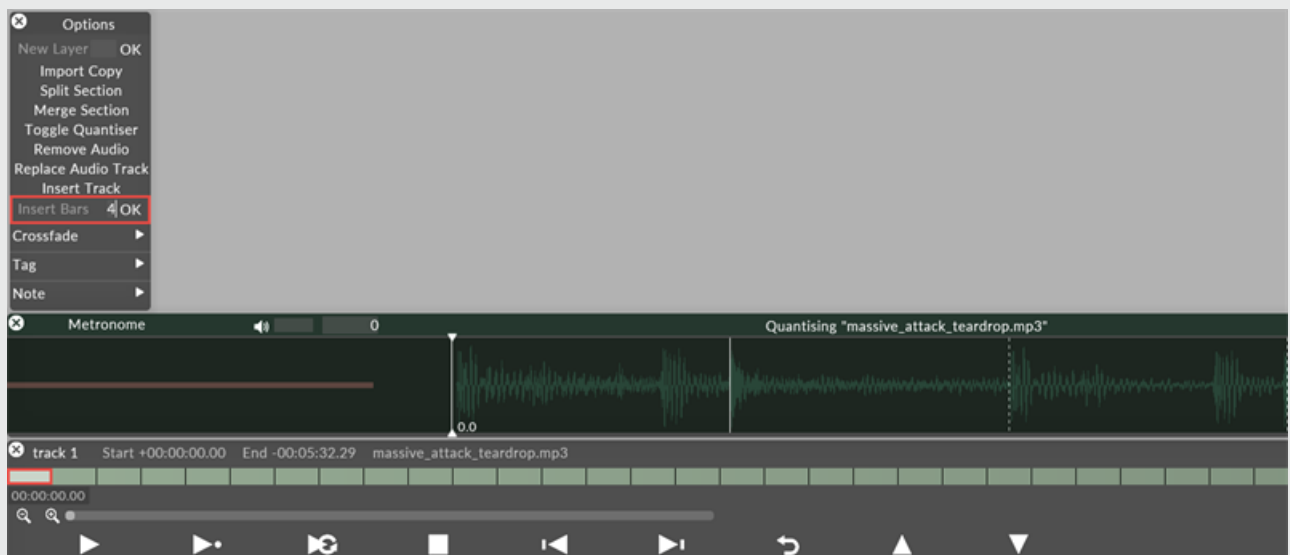 Options
New Layer OK
Import Copy
Split Section
Merge Section
Toggle Quantiser
Remove Audio
Replace Audio Track
Insert Track
Insert Bars 4 OK
Crossfade
Tag
Note
Metronome 0 Quantising "massive_attack_teardrop.mp3"
0.0
track 1 Start +00:00:00.00 End -00:05:32.29 massive_attack_teardrop.mp3
00:00:00.00